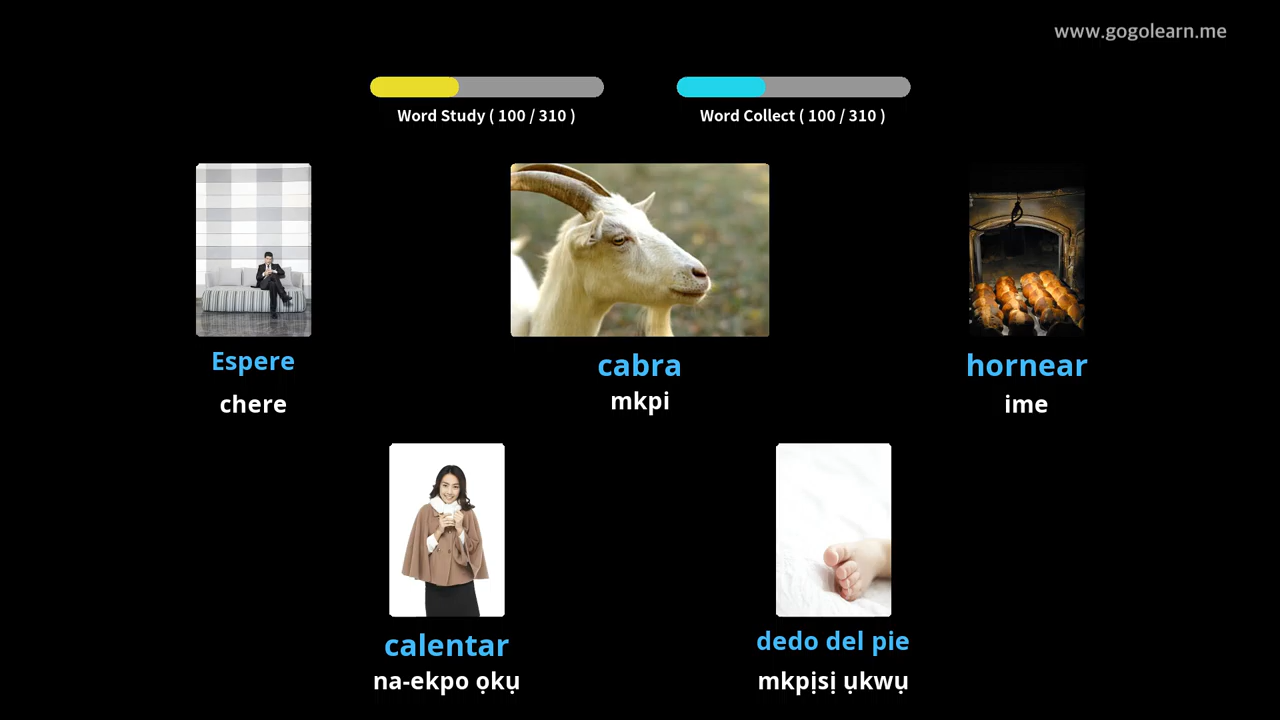 www.gogolearn.me
Word Study ( 100 / 310 )
Word Collect ( 100 / 310 )
Espere
chere
cabra
mkpi
hornear
ime
calentar
na-ekpo ọkụ
dedo del pie
mkpịsị ụkwụ